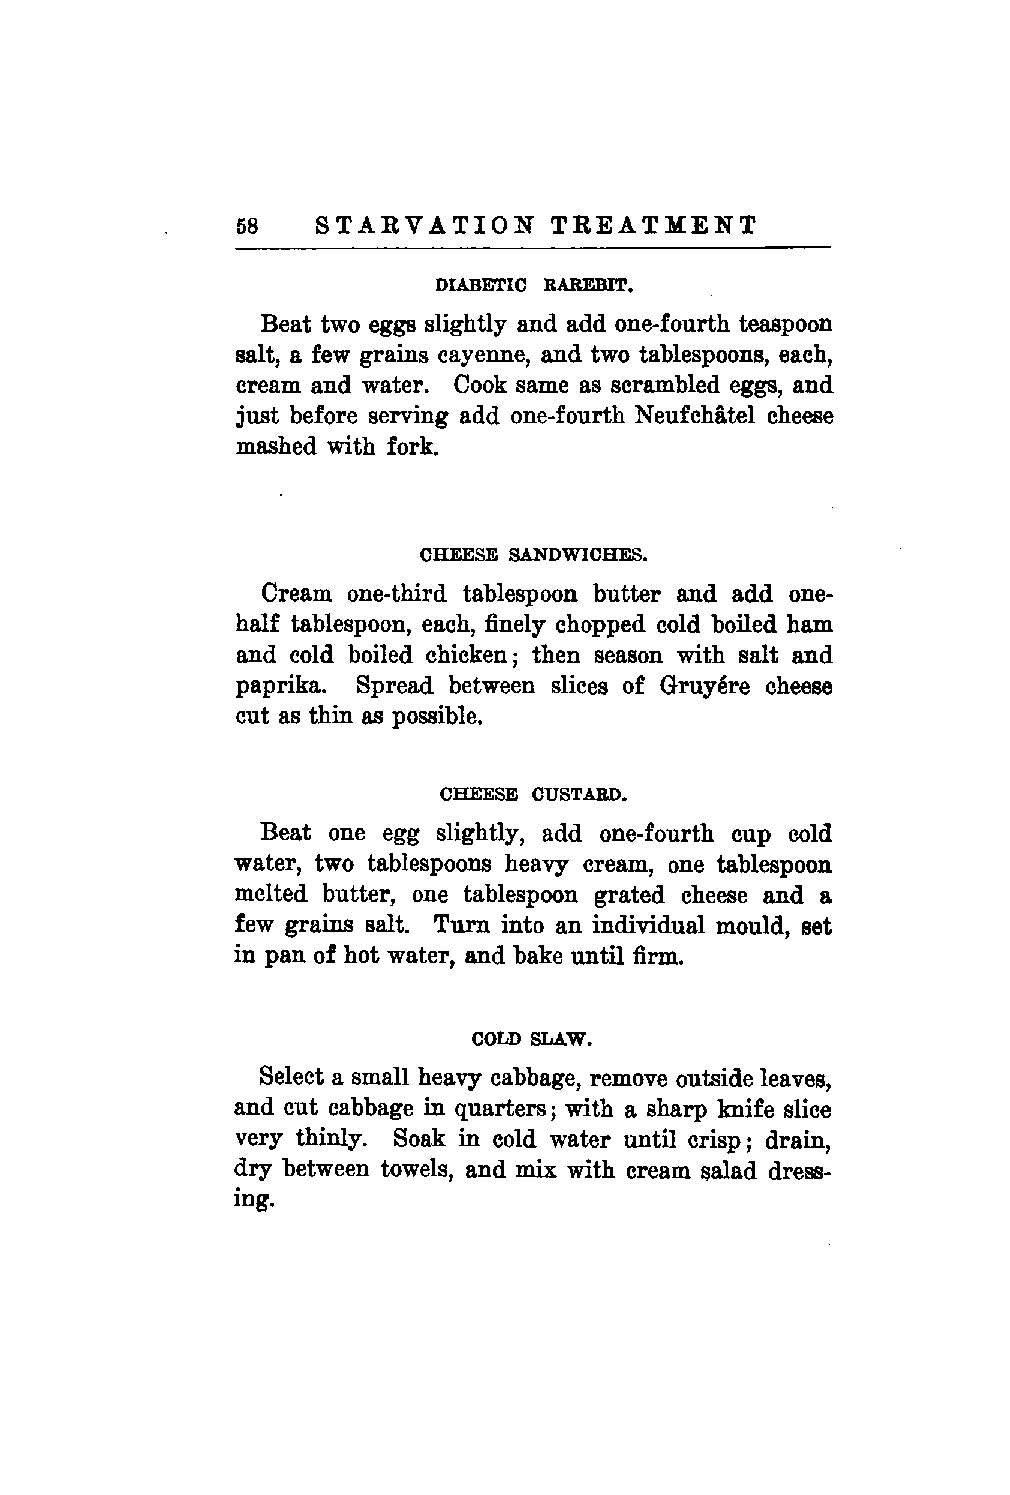 58 STARVATION TREATMENT
DIABETIC RAREBIT.
Beat two eggs slightly and add one-fourth teaspoon
salt, a few grains cayenne, and two tablespoons, each,
cream and water. Cook same as scrambled eggs, and
just before serving add one-fourth Neufchâtel cheese
mashed with fork.
CHEESE SANDWICHES.
Cream one-third tablespoon butter and add one-
half tablespoon, each, finely chopped cold boiled ham
and cold boiled chicken; then season with salt and
paprika. Spread between slices of Gruyére cheese
cut as thin as possible.
CHEESE CUSTARD.
Beat one egg slightly, add one-fourth cup cold
water, two tablespoons heavy cream, one tablespoon
melted butter, one tablespoon grated cheese and a
few grains salt. Turn into an individual mould, set
in pan of hot water, and bake until firm.
COLD SLAW.
Select a small heavy cabbage, remove outside leaves,
and cut cabbage in quarters; with a sharp knife slice
very thinly. Soak in cold water until crisp; drain,
dry between towels, and mix with cream salad dress-
ing.